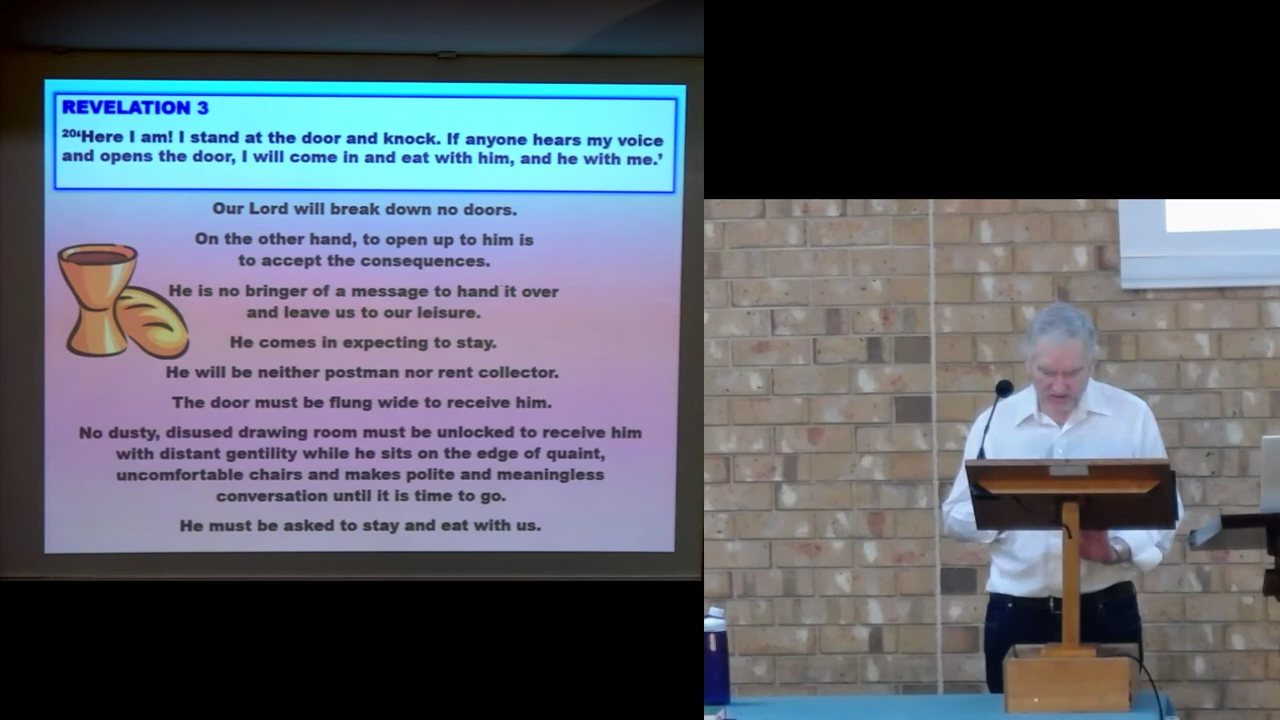 REVELATION 3
20‘Here I am! I stand at the door and knock. If anyone hears my voice
and opens the door, I will come in and eat with him, and he with me.’
Our Lord will break down no doors.
On the other hand, to open up to him is
to accept the consequences.
He is no bringer of a message to hand it over
and leave us to our leisure.
He comes in expecting to stay.
He will be neither postman nor rent collector.
The door must be flung wide to receive him.
No dusty, disused drawing room must be unlocked to receive him
with distant gentility while he sits on the edge of quaint,
uncomfortable chairs and makes polite and meaningless
conversation until it is time to go.
He must be asked to stay and eat with us.